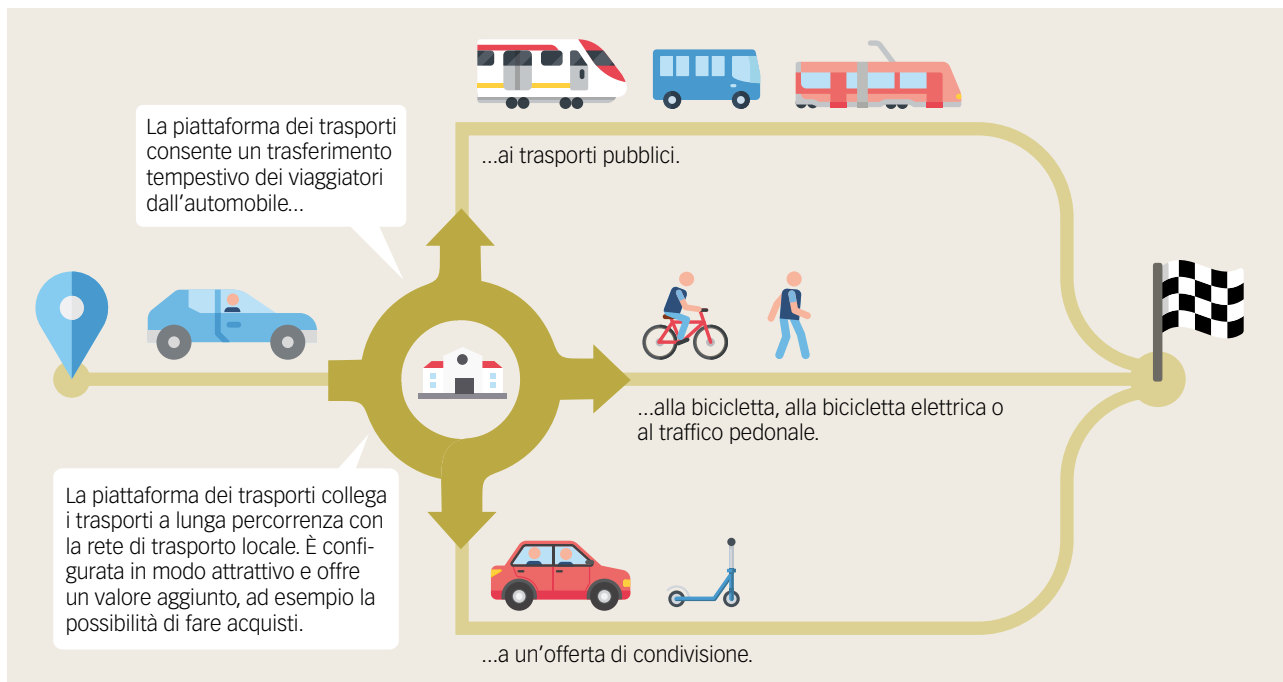 La piattaforma dei trasporti
consente un trasferimento
tempestivo dei viaggiatori
dall'automobile...
...ai trasporti pubblici.
...alla bicicletta, alla bicicletta elettrica o
al traffico pedonale.
La piattaforma dei trasporti collega
i trasporti a lunga percorrenza con
la rete di trasporto locale. È confi-
gurata in modo attrattivo e offre
un valore aggiunto, ad esempio la
possibilità di fare acquisti.
...a un'offerta di condivisione.